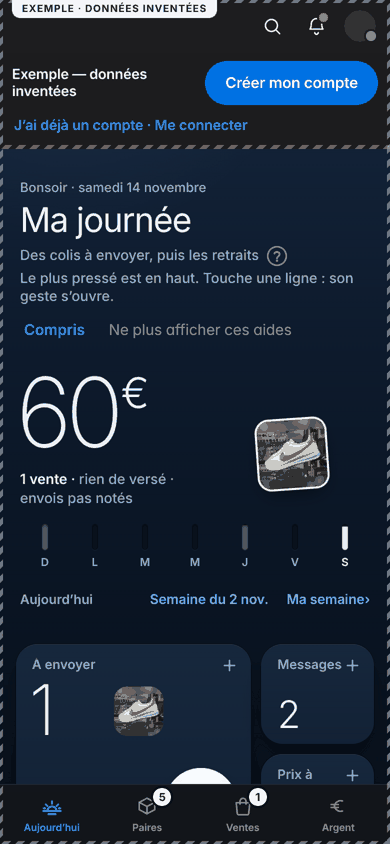 EXEMPLE · DONNÉES INVENTÉES
Exemple — données
inventées
Créer mon compte
J'ai déjà un compte · Me connecter
Bonsoir · samedi 14 novembre
Ma journée
Des colis à envoyer, puis les retraits ?
Le plus pressé est en haut. Touche une ligne : son
geste s'ouvre.
Compris Ne plus afficher ces aides
60€
1 vente · rien de versé ·
envois pas notés
D L M M J V S
Aujourd'hui Semaine du 2 nov. Ma semaine›
A envoyer + Messages +
1
2
Prix à +
5 1
Aujourd'hui Paires Ventes Argent